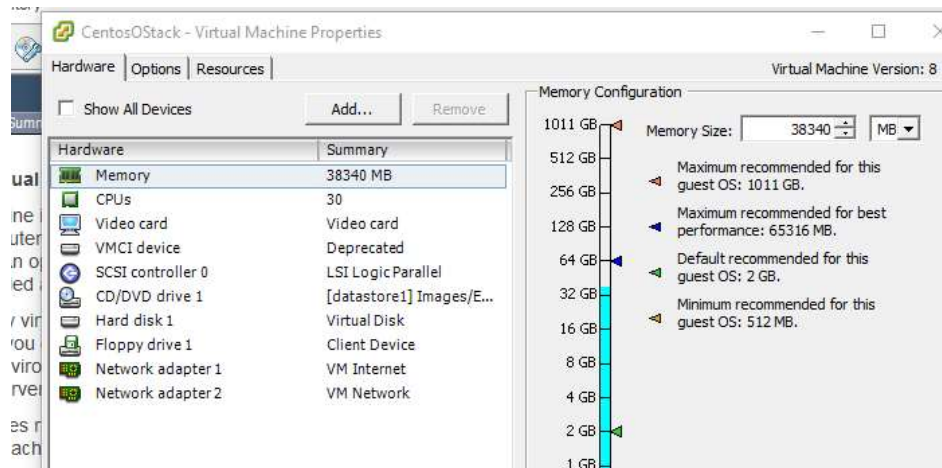 CentosOStack - Virtual Machine Properties
Hardware Options Resources
Virtual Machine Version: 8
Show All Devices
Add...
Remove
Hardware Summary
Memory 38340 MB
CPUs 30
Video card Video card
VMCI device Deprecated
SCSI controller 0 LSI Logic Parallel
CD/DVD drive 1 [datastore1] Images/E...
Hard disk 1 Virtual Disk
Floppy drive 1 Client Device
Network adapter 1 VM Internet
Network adapter 2 VM Network
Memory Configuration
Memory Size: 38340 MB
1011 GB
512 GB
256 GB
128 GB
64 GB
32 GB
16 GB
8 GB
4 GB
2 GB
1 GB
Maximum recommended for this
guest OS: 1011 GB.
Maximum recommended for best
performance: 65316 MB.
Default recommended for this
guest OS: 2 GB.
Minimum recommended for this
guest OS: 512 MB.